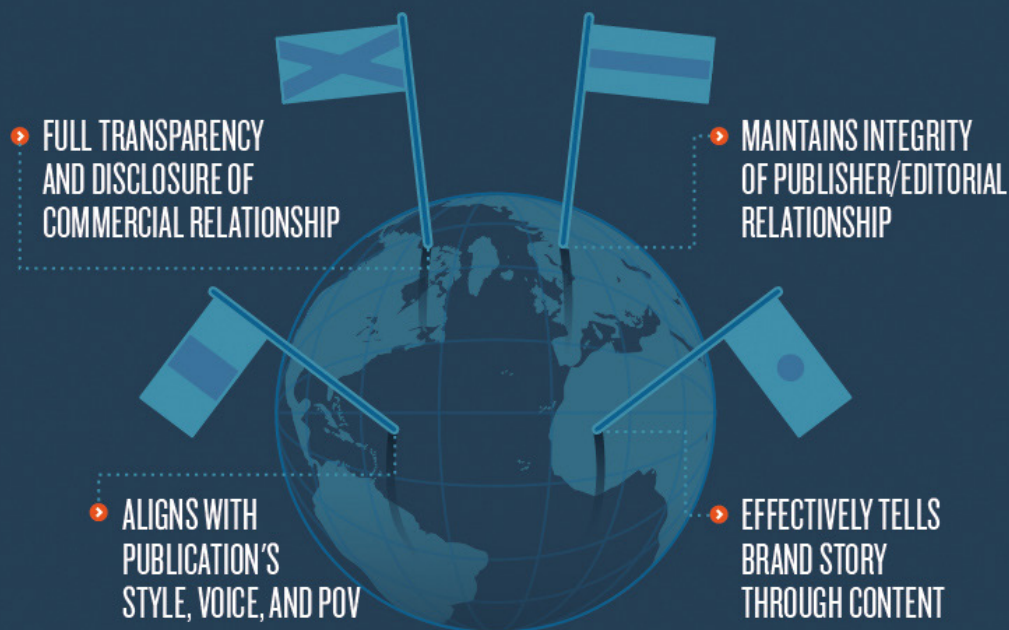 FULL TRANSPARENCY
AND DISCLOSURE OF
COMMERCIAL RELATIONSHIP
MAINTAINS INTEGRITY
OF PUBLISHER/EDITORIAL
RELATIONSHIP
ALIGNS WITH
PUBLICATION'S
STYLE, VOICE, AND POV
EFFECTIVELY TELLS
BRAND STORY
THROUGH CONTENT